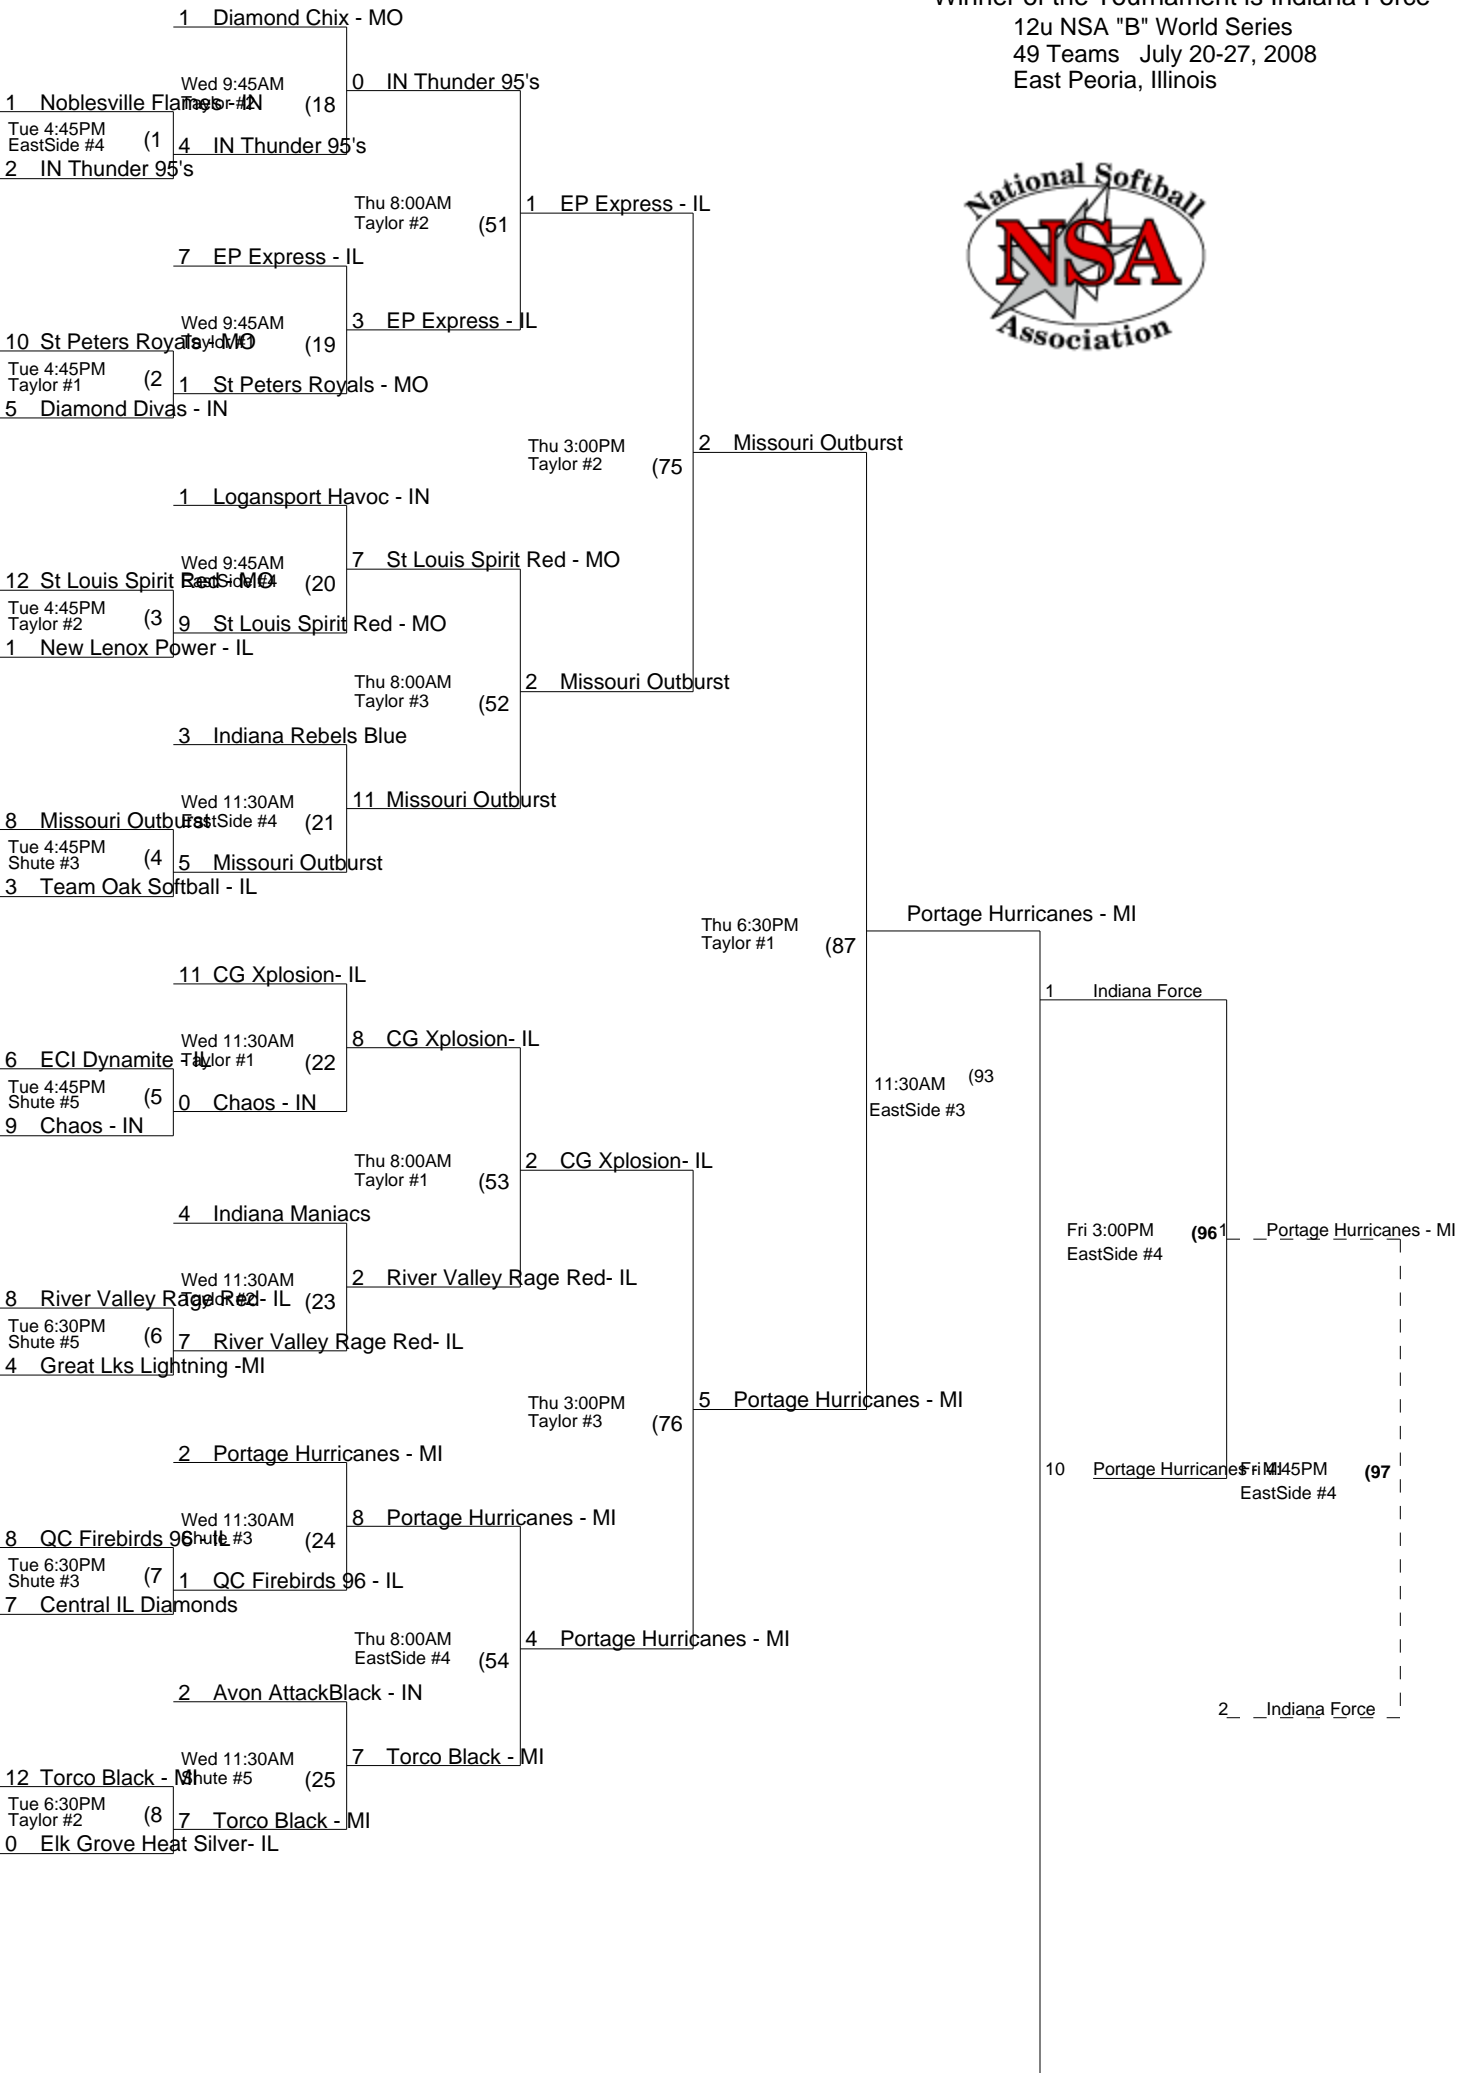 Winner of the Tournament is Indiana Force
12u NSA "B" World Series
49 Teams July 20-27, 2008
East Peoria, Illinois
National Softball
NSA
Association
1 Diamond Chix - MO
Wed 9:45AM
Taylor #2 (18
0 IN Thunder 95's
1 Noblesville Flames - IN
Tue 4:45PM
EastSide #4 (1
4 IN Thunder 95's
2 IN Thunder 95's
Thu 8:00AM
Taylor #2 (51
1 EP Express - IL
7 EP Express - IL
Wed 9:45AM
Taylor #1 (19
3 EP Express - IL
10 St Peters Royals - MO
Tue 4:45PM
Taylor #1 (2
1 St Peters Royals - MO
5 Diamond Divas - IN
Thu 3:00PM
Taylor #2 (75
2 Missouri Outburst
1 Logansport Havoc - IN
Wed 9:45AM
EastSide #4 (20
7 St Louis Spirit Red - MO
12 St Louis Spirit Red - MO
Tue 4:45PM
Taylor #2 (3
9 St Louis Spirit Red - MO
1 New Lenox Power - IL
Thu 8:00AM
Taylor #3 (52
2 Missouri Outburst
3 Indiana Rebels Blue
Wed 11:30AM
EastSide #4 (21
11 Missouri Outburst
8 Missouri Outburst
Tue 4:45PM
Shute #3 (4
5 Missouri Outburst
3 Team Oak Softball - IL
Thu 6:30PM
Taylor #1 (87
Portage Hurricanes - MI
11 CG Xplosion- IL
1 Indiana Force
Wed 11:30AM
Taylor #1 (22
8 CG Xplosion- IL
6 ECI Dynamite - IL
Tue 4:45PM
Shute #5 (5
0 Chaos - IN
9 Chaos - IN
11:30AM (93
EastSide #3
Thu 8:00AM
Taylor #1 (53
2 CG Xplosion- IL
4 Indiana Maniacs
Fri 3:00PM (96
EastSide #4
1 Portage Hurricanes - MI
Wed 11:30AM
Taylor #2 (23
2 River Valley Rage Red- IL
8 River Valley Rage Red- IL
Tue 6:30PM
Shute #5 (6
7 River Valley Rage Red- IL
4 Great Lks Lightning -MI
Thu 3:00PM
Taylor #3 (76
5 Portage Hurricanes - MI
2 Portage Hurricanes - MI
10 Portage Hurricanes - MI
Fri 4:45PM (97
EastSide #4
Wed 11:30AM
Shute #3 (24
8 Portage Hurricanes - MI
8 QC Firebirds 96 - IL
Tue 6:30PM
Shute #3 (7
1 QC Firebirds 96 - IL
7 Central IL Diamonds
Thu 8:00AM
EastSide #4 (54
4 Portage Hurricanes - MI
2 Avon AttackBlack - IN
2 Indiana Force
Wed 11:30AM
Shute #5 (25
7 Torco Black - MI
12 Torco Black - MI
Tue 6:30PM
Taylor #2 (8
7 Torco Black - MI
0 Elk Grove Heat Silver- IL